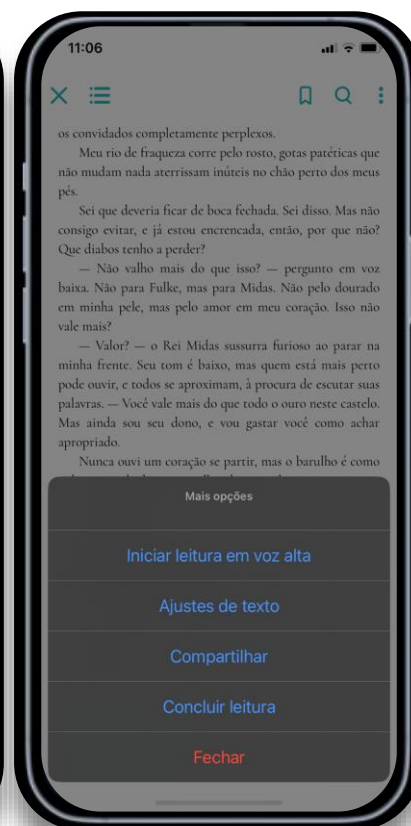 11:06
os convidados completamente perplexos.
Meu rio de fraqueza corre pelo rosto, gotas patéticas que
não mudam nada aterrissam inúteis no chão perto dos meus
pés.
Sei que deveria ficar de boca fechada. Sei disso. Mas não
consigo evitar, e já estou encrencada, então, por que não?
Que diabos tenho a perder?
— Não valho mais do que isso? — pergunto em voz
baixa. Não para Fulke, mas para Midas. Não pelo dourado
em minha pele, mas pelo amor em meu coração. Isso não
vale mais?
— Valor? — o Rei Midas sussurra furioso ao parar na
minha frente. Seu tom é baixo, mas quem está mais perto
pode ouvir, e todos se aproximam, à procura de escutar suas
palavras. — Você vale mais do que todo o ouro neste castelo.
Mas ainda sou seu dono, e vou gastar você como achar
apropriado.
Nunca ouvi um coração se partir, mas o barulho é como
Mais opções
Iniciar leitura em voz alta
Ajustes de texto
Compartilhar
Concluir leitura
Fechar